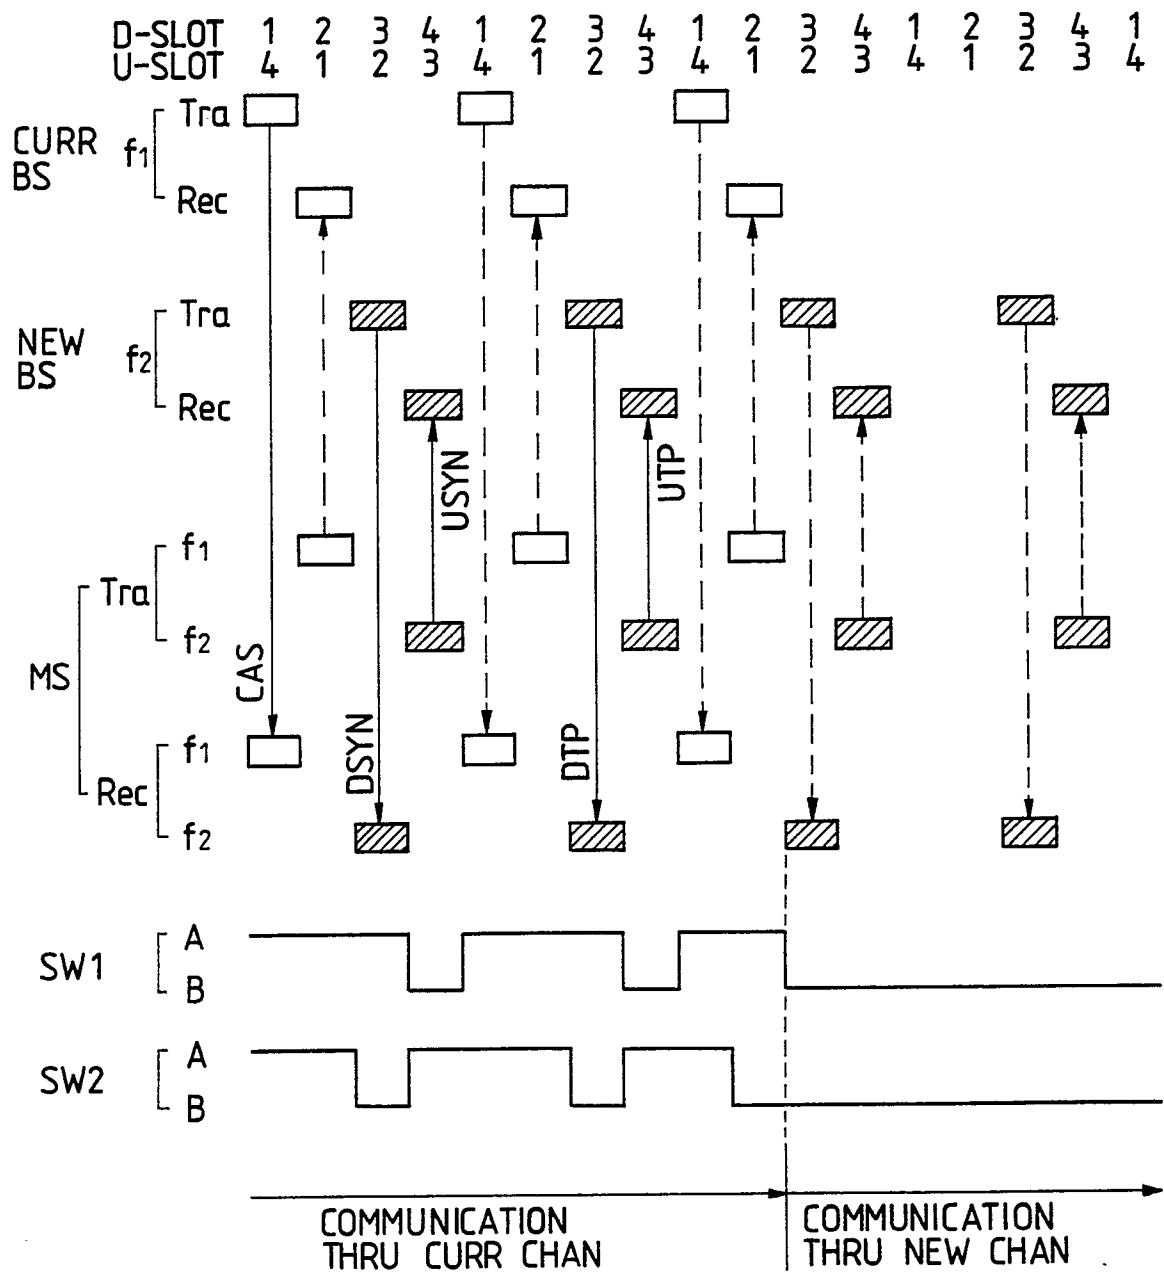 D-SLOT 1 2 3 4 1 2 3 4 1 2 3 4 1 2 3 4 1
U-SLOT 4 1 2 3 4 1 2 3 4 1 2 3 4 1 2 3 4
CURR BS
f1
Tra
Rec
NEW BS
f2
Tra
Rec
USYN
UTP
MS
Tra
f1
f2
CAS
DSYN
DTP
Rec
f1
f2
SW1
A
B
SW2
A
B
COMMUNICATION
THRU CURR CHAN
COMMUNICATION
THRU NEW CHAN